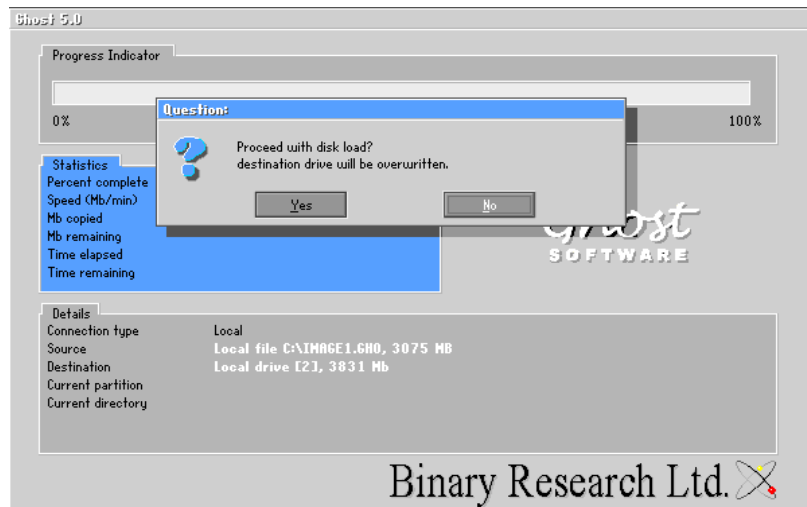 Ghost 5.0
Progress Indicator
0%
100%
Question:
Proceed with disk load?
destination drive will be overwritten.
Yes
No
Statistics
Percent complete
Speed (Mb/min)
Mb copied
Mb remaining
Time elapsed
Time remaining
Ghost
SOFTWARE
Details
Connection type Local
Source Local file C:\IMAGE1.GHO, 3075 MB
Destination Local drive [2], 3831 Mb
Current partition
Current directory
Binary Research Ltd.